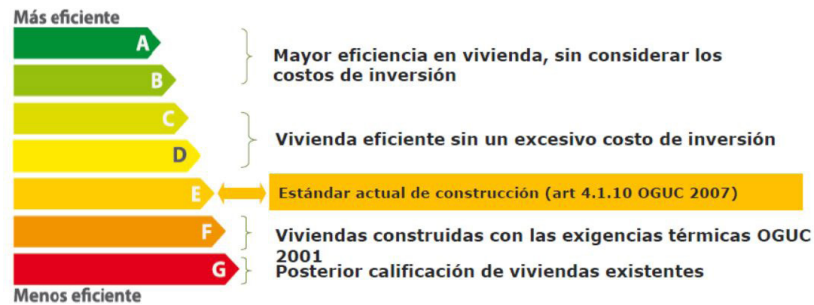 Más eficiente
A
Mayor eficiencia en vivienda, sin considerar los
costos de inversión
B
C
Vivienda eficiente sin un excesivo costo de inversión
D
E
Estándar actual de construcción (art 4.1.10 OGUC 2007)
F
Viviendas construidas con las exigencias térmicas OGUC
2001
G
Posterior calificación de viviendas existentes
Menos eficiente